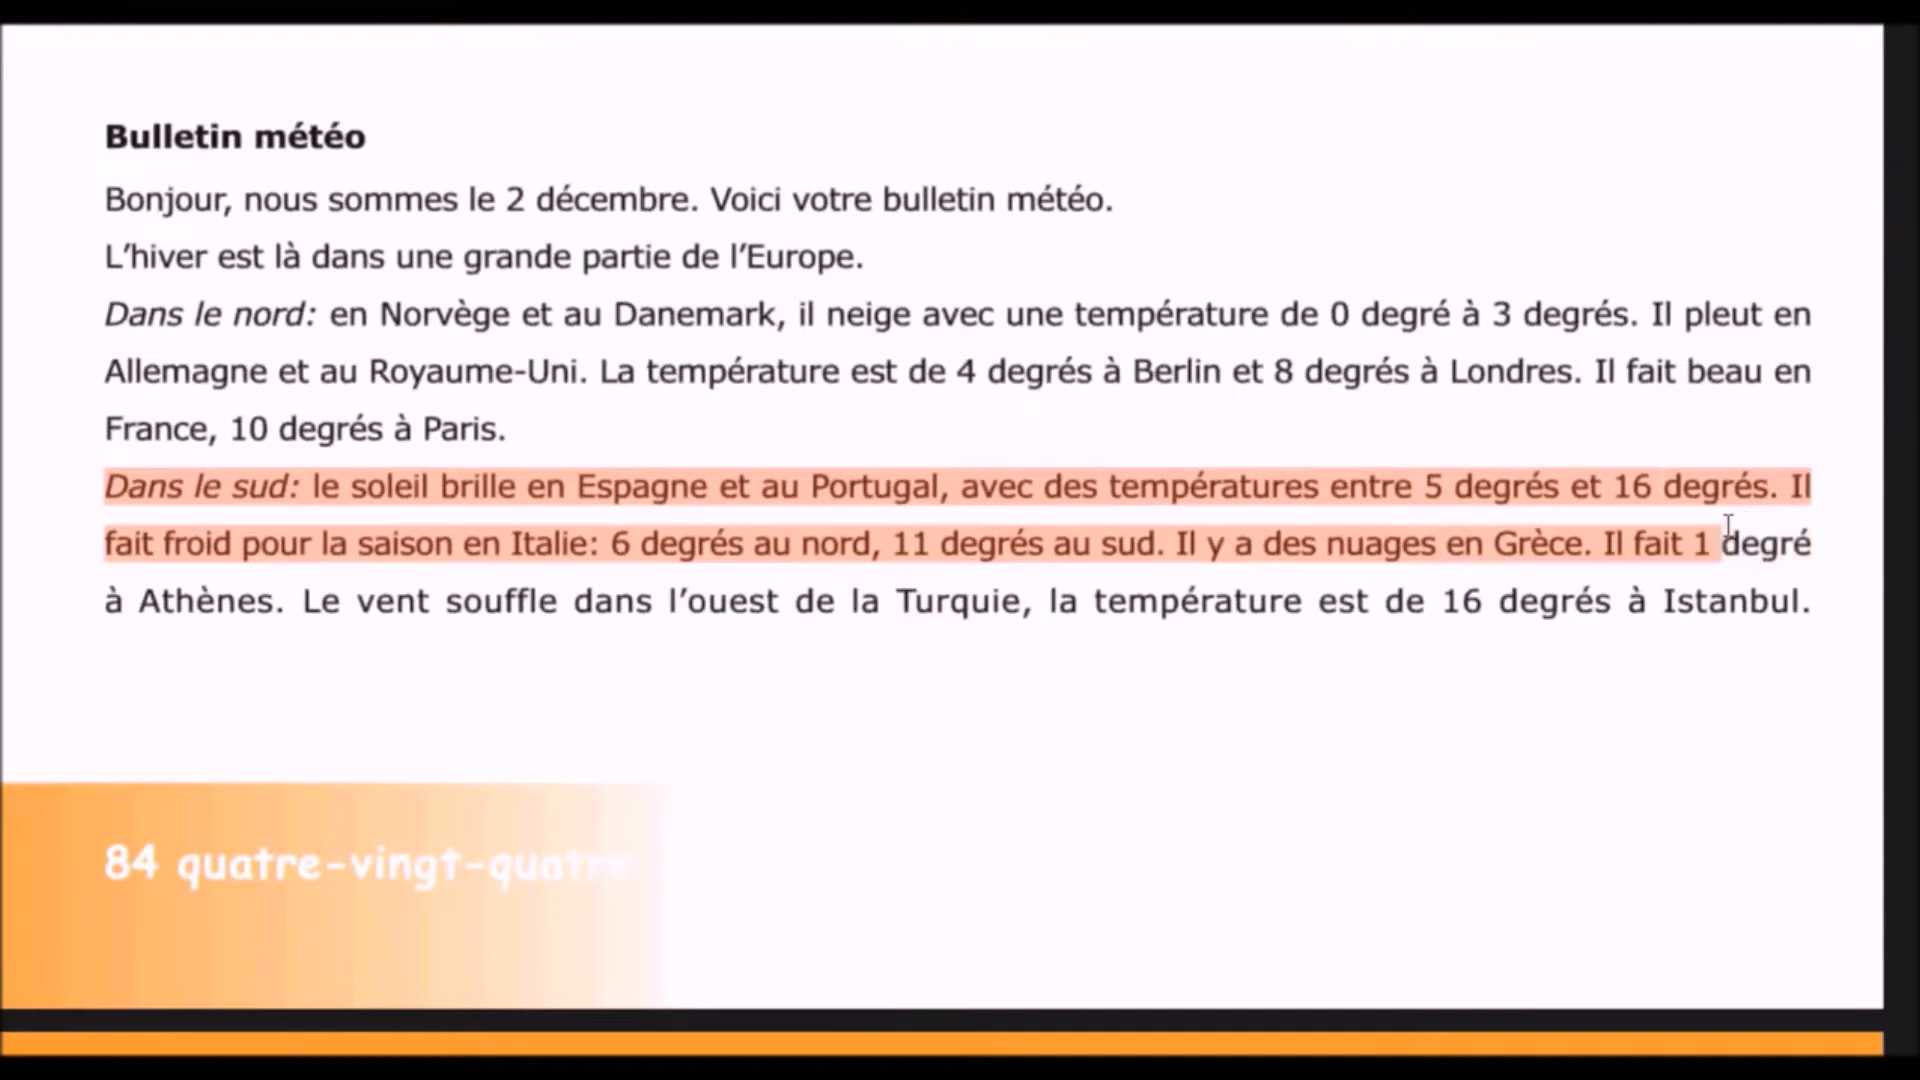 Bulletin météo
Bonjour, nous sommes le 2 décembre. Voici votre bulletin météo.
L’hiver est là dans une grande partie de l’Europe.
Dans le nord: en Norvège et au Danemark, il neige avec une température de 0 degré à 3 degrés. Il pleut en
Allemagne et au Royaume-Uni. La température est de 4 degrés à Berlin et 8 degrés à Londres. Il fait beau en
France, 10 degrés à Paris.
Dans le sud: le soleil brille en Espagne et au Portugal, avec des températures entre 5 degrés et 16 degrés. Il
fait froid pour la saison en Italie: 6 degrés au nord, 11 degrés au sud. Il y a des nuages en Grèce. Il fait 1 degré
à Athènes. Le vent souffle dans l’ouest de la Turquie, la température est de 16 degrés à Istanbul.
84 quatre-vingt-quatre